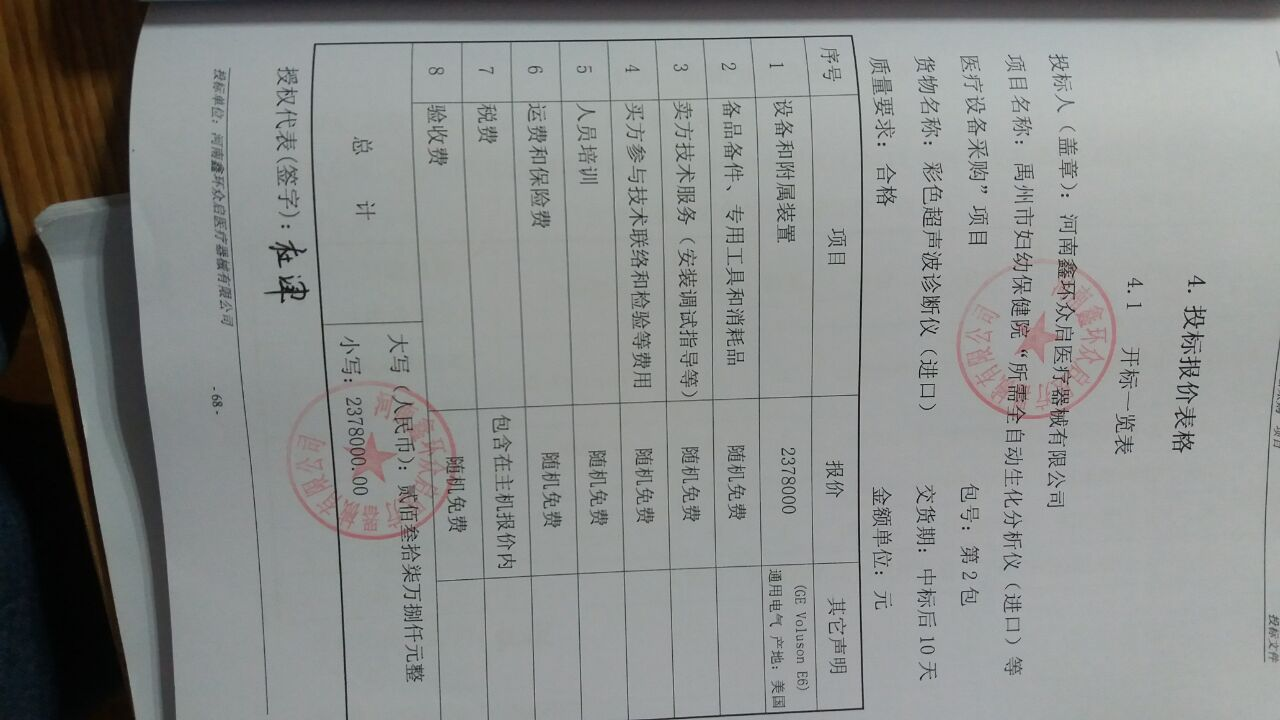 投标文件
4. 投标报价表格
4.1 开标一览表
投标人（盖章）：河南鑫环众启医疗器械有限公司
项目名称：禹州市妇幼保健院“所需全自动生化分析仪（进口）等
医疗设备采购”项目 包号：第 2 包
货物名称：彩色超声波诊断仪（进口） 交货期：中标后 10 天
质量要求：合格 金额单位：元
序号 项目 报价 其它声明
1 设备和附属装置 2378000 (GE Voluson E6) 通用电气 产地：美国
2 备品备件、专用工具和消耗品 随机免费
3 卖方技术服务（安装调试指导等） 随机免费
4 买方参与技术联络和检验等费用 随机免费
5 人员培训 随机免费
6 运费和保险费 随机免费
7 税费 包含在主机报价内
8 验收费 随机免费
总 计 大写（人民币）：贰佰叁拾柒万捌仟元整
小写：2378000.00
授权代表(签字)：
投标单位：河南鑫环众启医疗器械有限公司 - 68 -